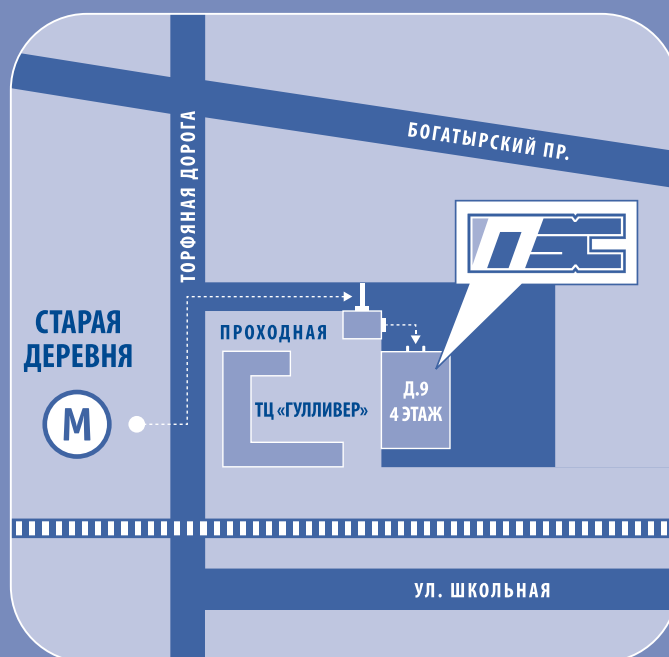 БОГАТЫРСКИЙ ПР.
ТОРФЯНАЯ ДОРОГА
СТАРАЯ
ДЕРЕВНЯ
М
ПРОХОДНАЯ
ТЦ «ГУЛЛИВЕР»
Д.9
4 ЭТАЖ
УЛ. ШКОЛЬНАЯ